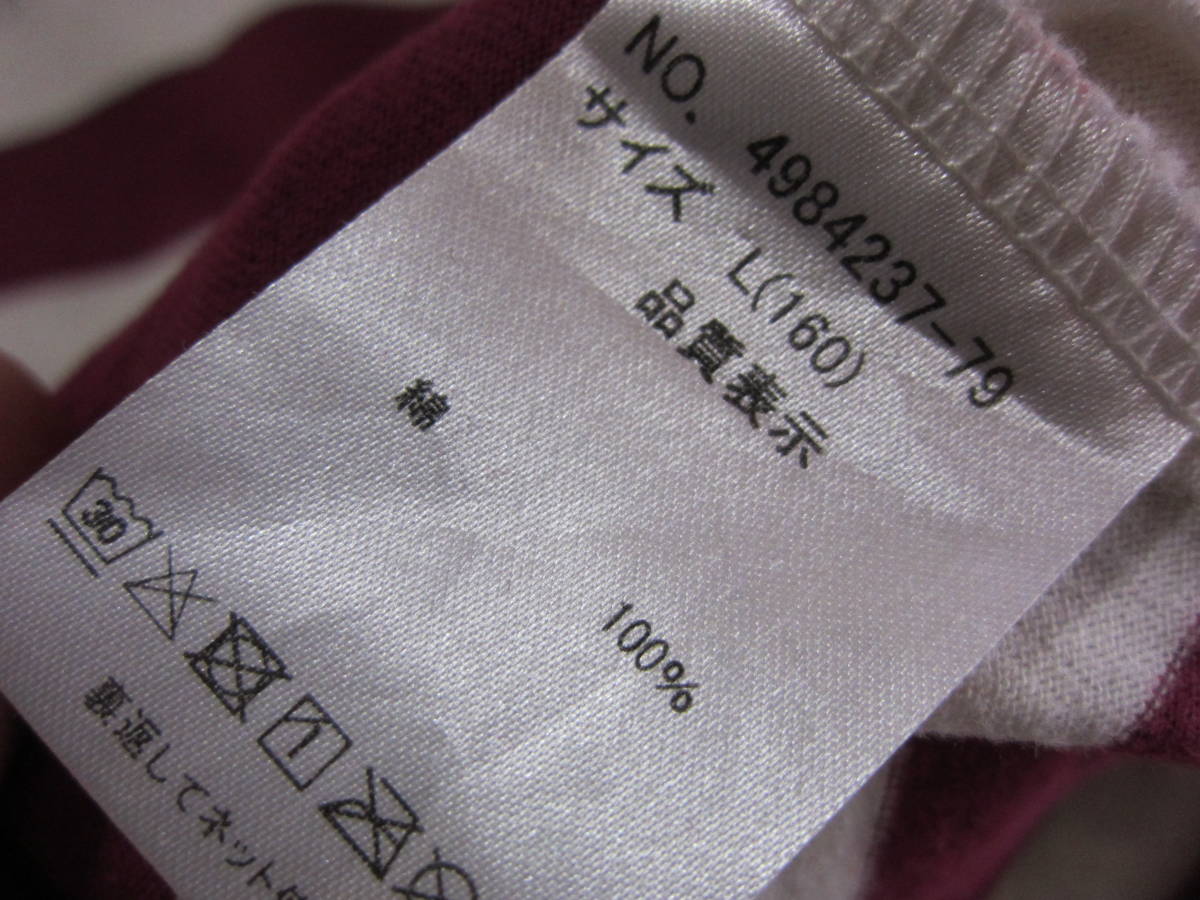 NO. 4984237-79
サイズ L(160)
品質表示
綿 100%
30
裏返してネット